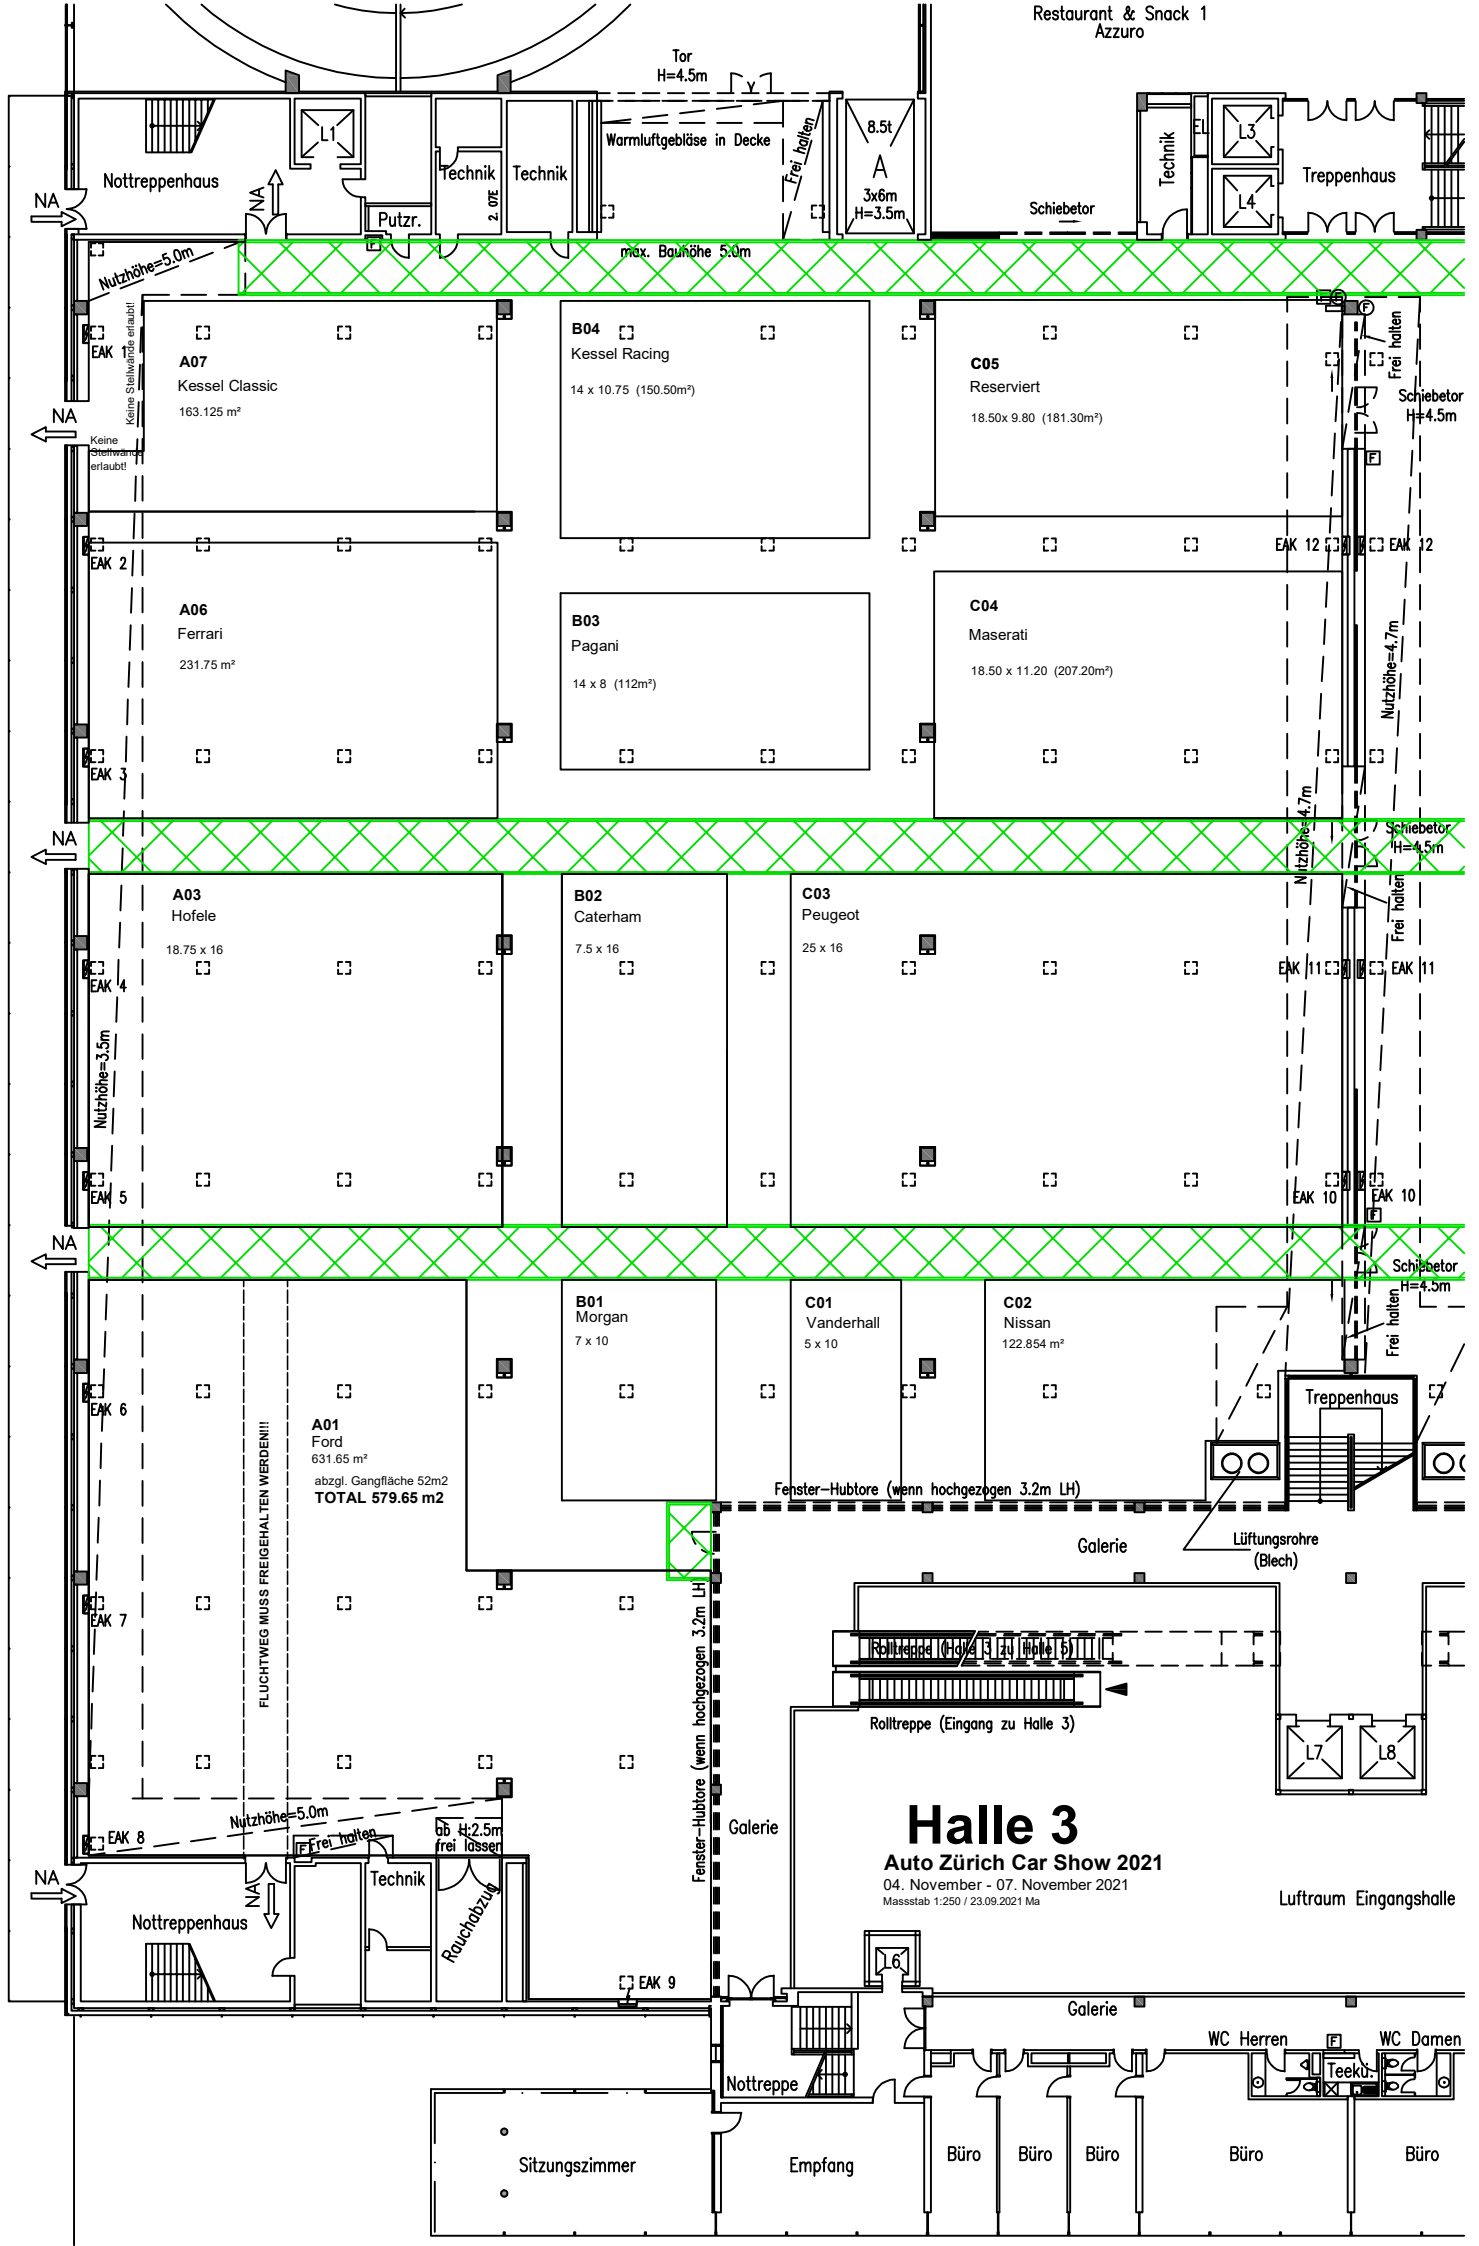 Restaurant & Snack 1
Azzuro
Tor
H=4.5m
Warmluftgebläse in Decke
Frei halten
8.5t
A
3x6m
H=3.5m
Schiebetor
Technik
EL
L3
L4
Treppenhaus
L1
Nottreppenhaus
NA
NA
Putzr.
Technik
2. 07E
Technik
F
max. Bauhöhe 5.0m
Nutzhöhe=5.0m
Keine Stellwände erlaubt!
EAK 1
NA
Keine
Stellwände
erlaubt!
A07
Kessel Classic
163.125 m²
B04
Kessel Racing
14 x 10.75 (150.50m²)
C05
Reserviert
18.50x 9.80 (181.30m²)
F
F
F
Frei halten
Schiebetor
H=4.5m
F
EAK 2
EAK 12
EAK 12
A06
Ferrari
231.75 m²
B03
Pagani
14 x 8 (112m²)
C04
Maserati
18.50 x 11.20 (207.20m²)
Nutzhöhe=4.7m
EAK 3
Nutzhöhe=4.7m
NA
Schiebetor
H=4.5m
A03
Hofele
18.75 x 16
B02
Caterham
7.5 x 16
C03
Peugeot
25 x 16
Frei halten
EAK 4
EAK 11
EAK 11
Nutzhöhe=3.5m
EAK 5
EAK 10
EAK 10
F
NA
Schiebetor
H=4.5m
B01
Morgan
7 x 10
C01
Vanderhall
5 x 10
C02
Nissan
122.854 m²
Frei halten
EAK 6
Treppenhaus
A01
Ford
631.65 m²
abzgl. Gangfläche 52m2
TOTAL 579.65 m2
FLUCHTWEG MUSS FREIGEHALTEN WERDEN!!!
Fenster-Hubtore (wenn hochgezogen 3.2m LH)
Galerie
Lüftungsrohre
(Blech)
EAK 7
Fenster-Hubtore (wenn hochgezogen 3.2m LH)
Rolltreppe (Halle 3 zu Halle 5)
Rolltreppe (Eingang zu Halle 3)
L7
L8
Nutzhöhe=5.0m
EAK 8
F
Frei halten
ab H:2.5m
frei lassen
Galerie
Halle 3
Auto Zürich Car Show 2021
04. November - 07. November 2021
Massstab 1:250 / 23.09.2021 Ma
Luftraum Eingangshalle
NA
NA
Nottreppenhaus
Technik
Rauchabzug
L6
EAK 9
Galerie
WC Herren
F
WC Damen
Teekü.
Nottreppe
Sitzungszimmer
Empfang
Büro
Büro
Büro
Büro
Büro